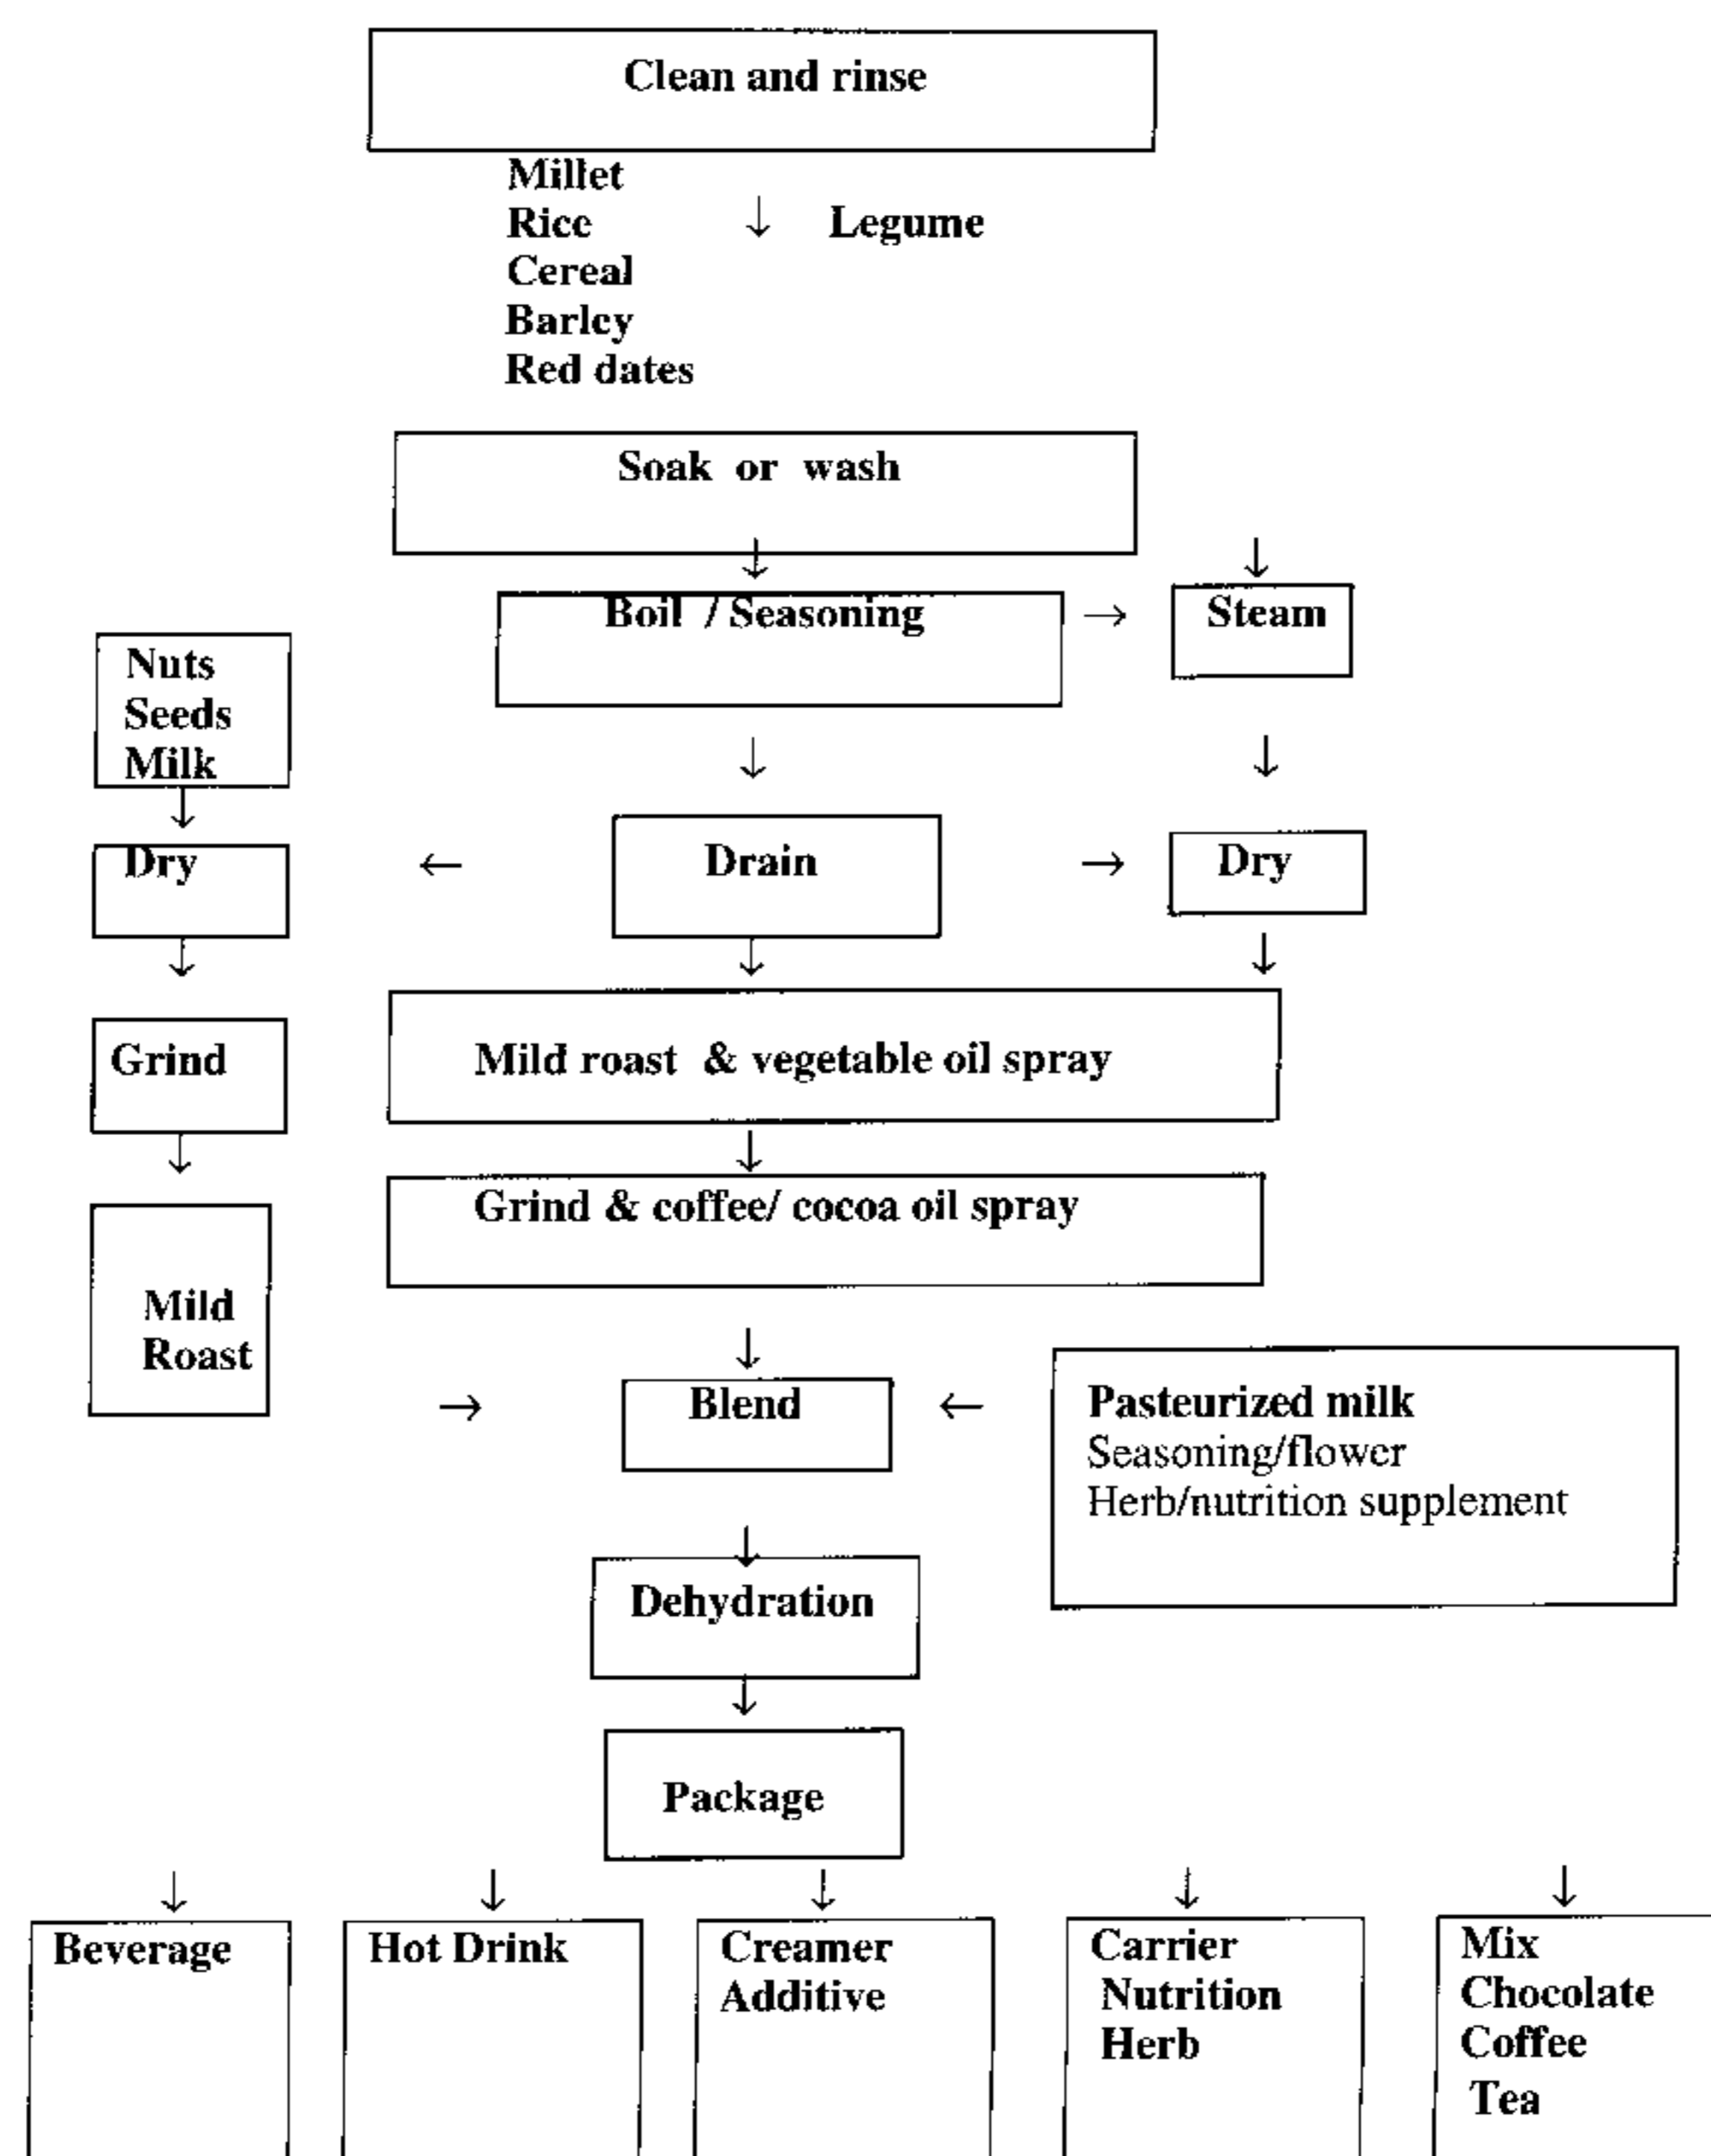 Clean and rinse
Millet
Rice
↓ Legume
Cereal
Barley
Red dates
Soak or wash
↓
↓
Boil / Seasoning
→
Steam
Nuts
Seeds
Milk
↓
↓
↓
Dry
←
Drain
→
Dry
↓
↓
↓
Grind
Mild roast & vegetable oil spray
↓
↓
Grind & coffee/ cocoa oil spray
Mild
Roast
↓
→
Blend
←
Pasteurized milk
Seasoning/flower
Herb/nutrition supplement
↓
Dehydration
↓
Package
↓
↓
↓
↓
↓
Beverage
Hot Drink
Creamer
Additive
Carrier
Nutrition
Herb
Mix
Chocolate
Coffee
Tea